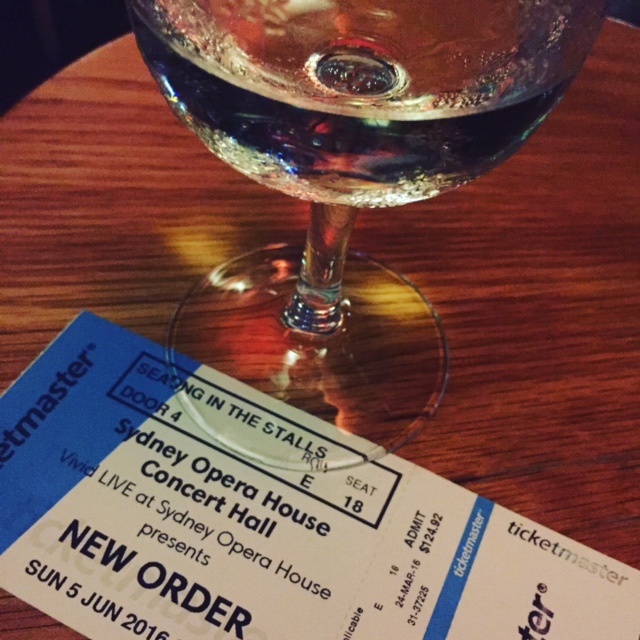 ticketmaster®
SEATING IN THE STALLS
DOOR 4
ROW SEAT
E 18
Sydney Opera House
Concert Hall
Vivid LIVE at Sydney Opera House
presents
NEW ORDER
SUN 5 JUN 2016
E 18
ADMIT
24-MAR-16 $124.92
31-37225
ticketmaster®
ticketmaster